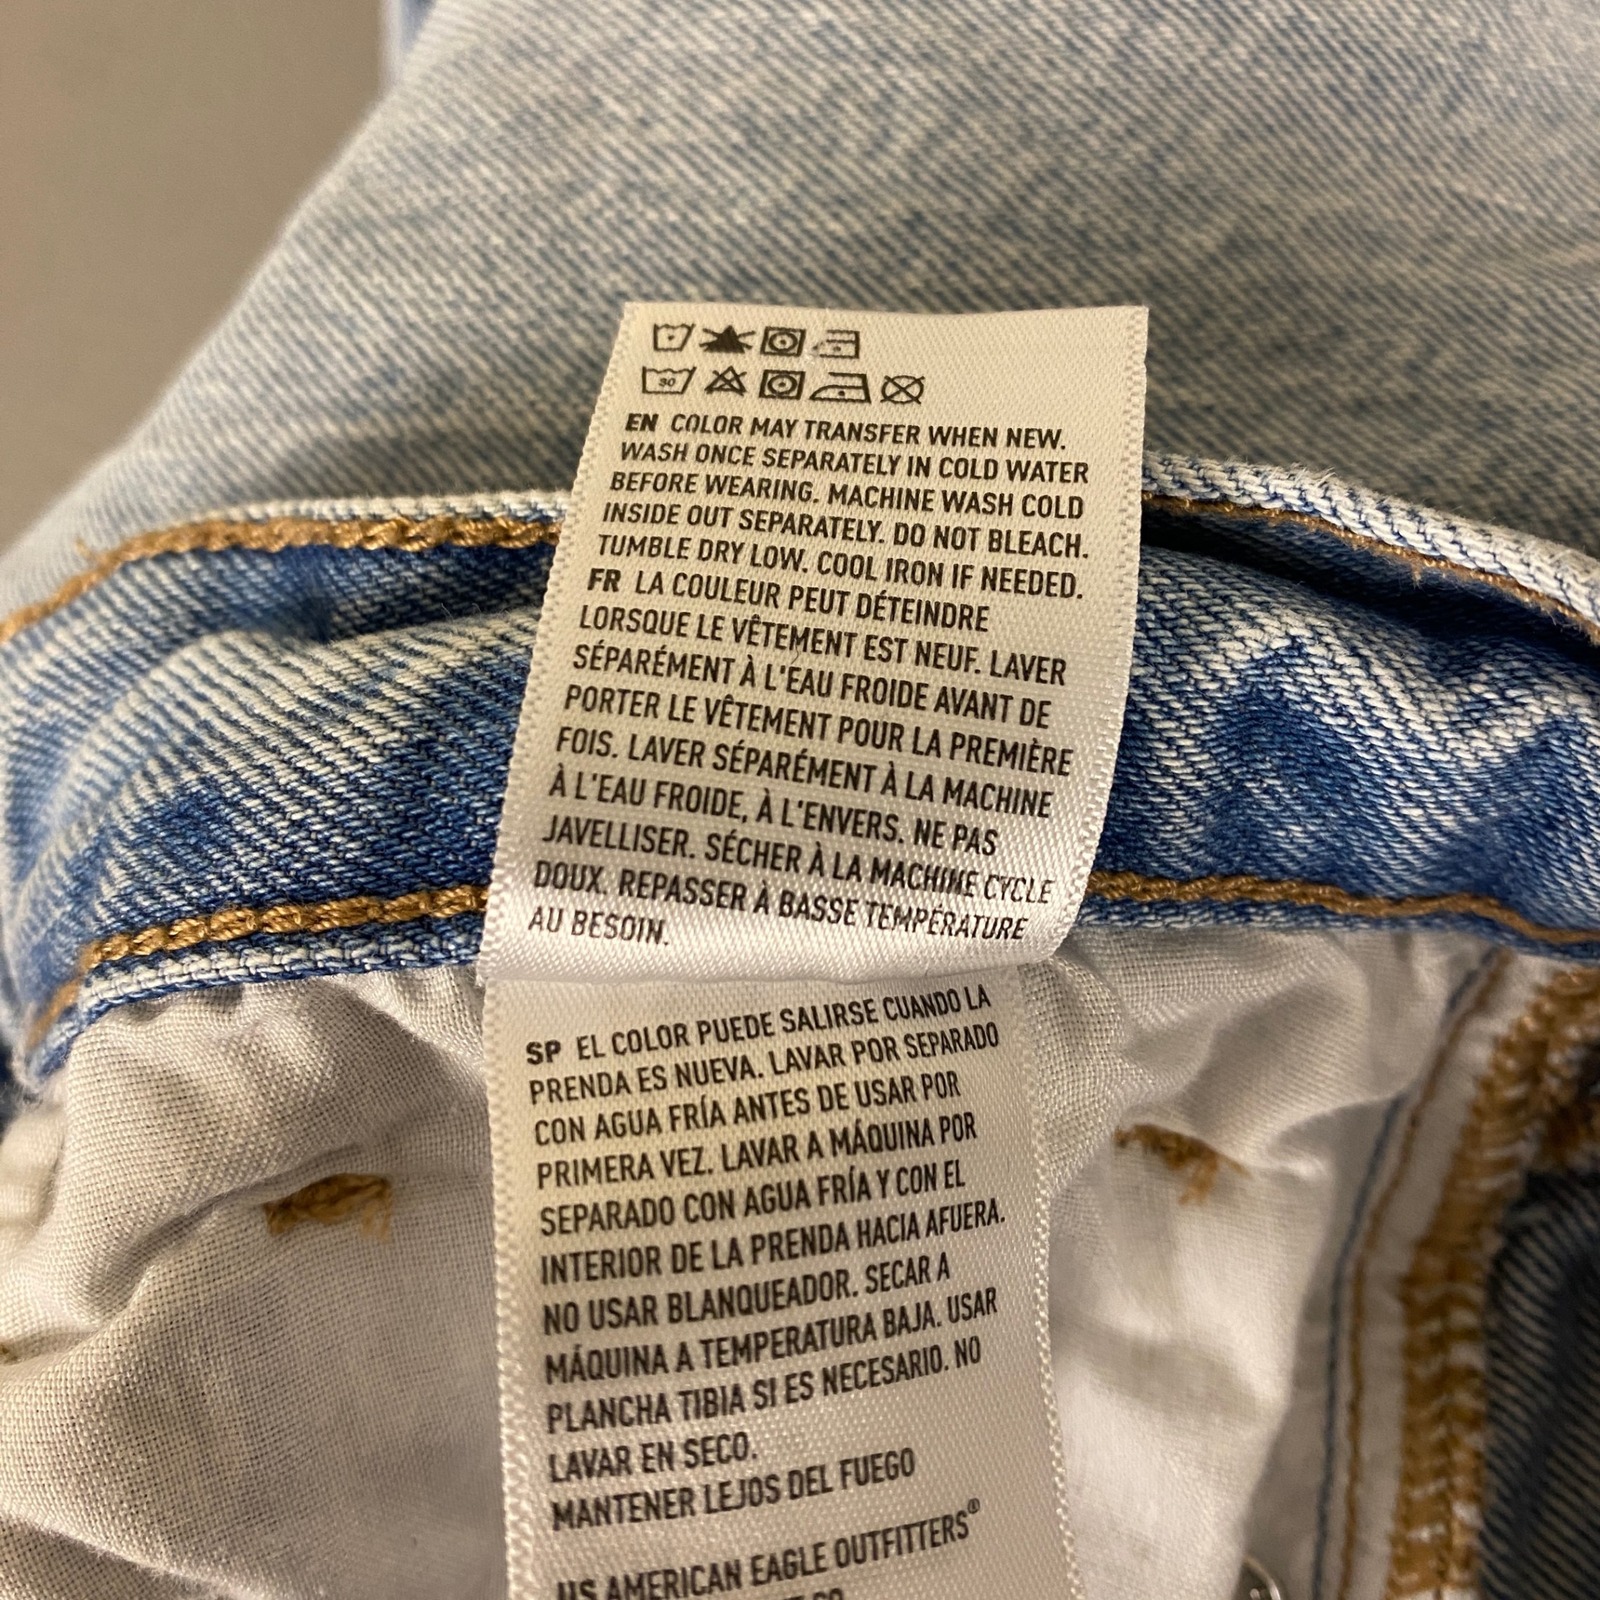 30
EN COLOR MAY TRANSFER WHEN NEW.
WASH ONCE SEPARATELY IN COLD WATER
BEFORE WEARING. MACHINE WASH COLD
INSIDE OUT SEPARATELY. DO NOT BLEACH.
TUMBLE DRY LOW. COOL IRON IF NEEDED.
FR LA COULEUR PEUT DÉTEINDRE
LORSQUE LE VÊTEMENT EST NEUF. LAVER
SÉPARÉMENT À L'EAU FROIDE AVANT DE
PORTER LE VÊTEMENT POUR LA PREMIÈRE
FOIS. LAVER SÉPARÉMENT À LA MACHINE
À L'EAU FROIDE, À L'ENVERS. NE PAS
JAVELLISER. SÉCHER À LA MACHINE CYCLE
DOUX. REPASSER À BASSE TEMPÉRATURE
AU BESOIN.
SP EL COLOR PUEDE SALIRSE CUANDO LA
PRENDA ES NUEVA. LAVAR POR SEPARADO
CON AGUA FRÍA ANTES DE USAR POR
PRIMERA VEZ. LAVAR A MÁQUINA POR
SEPARADO CON AGUA FRÍA Y CON EL
INTERIOR DE LA PRENDA HACIA AFUERA.
NO USAR BLANQUEADOR. SECAR A
MÁQUINA A TEMPERATURA BAJA. USAR
PLANCHA TIBIA SI ES NECESARIO. NO
LAVAR EN SECO.
MANTENER LEJOS DEL FUEGO
US AMERICAN EAGLE OUTFITTERS®